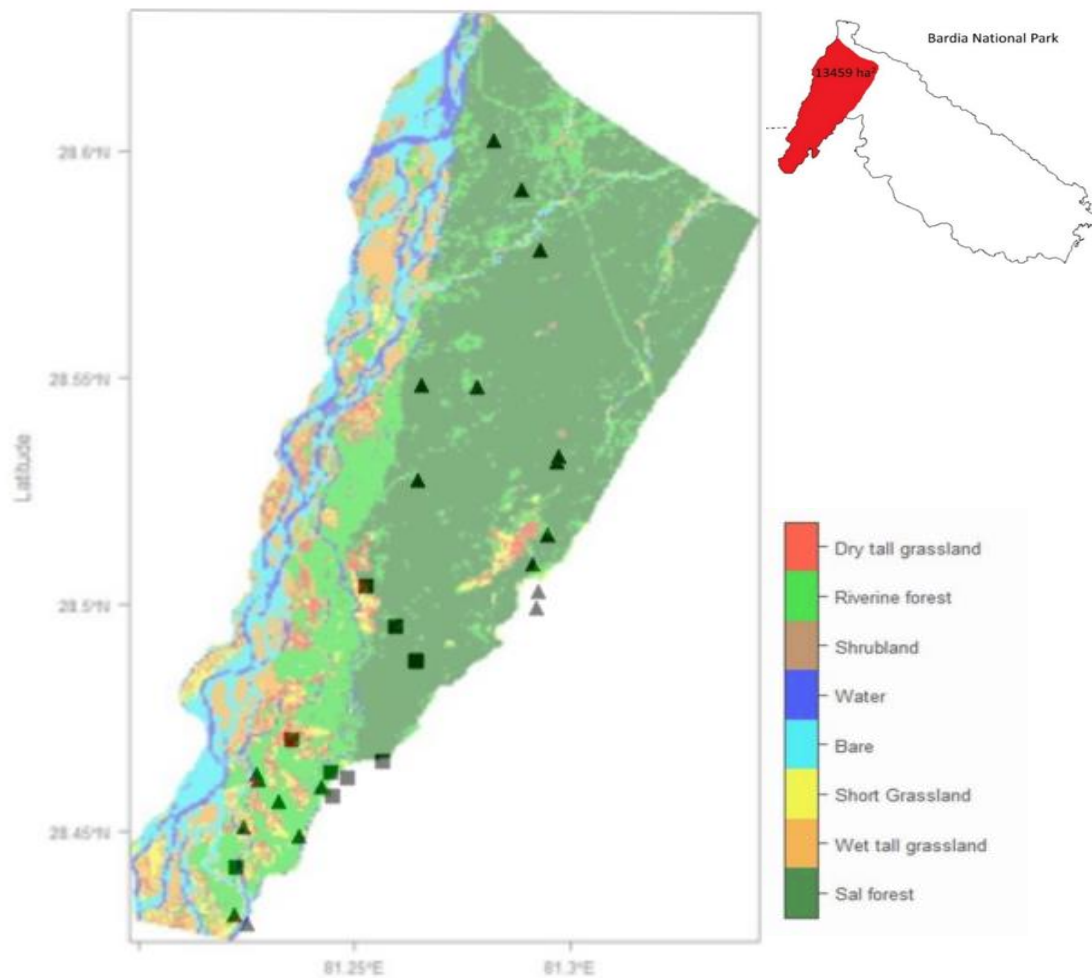 Bardia National Park
13459 ha²
28.6°N
28.55°N
Latitude
28.5°N
28.45°N
81.25°E
81.3°E
Dry tall grassland
Riverine forest
Shrubland
Water
Bare
Short Grassland
Wet tall grassland
Sal forest